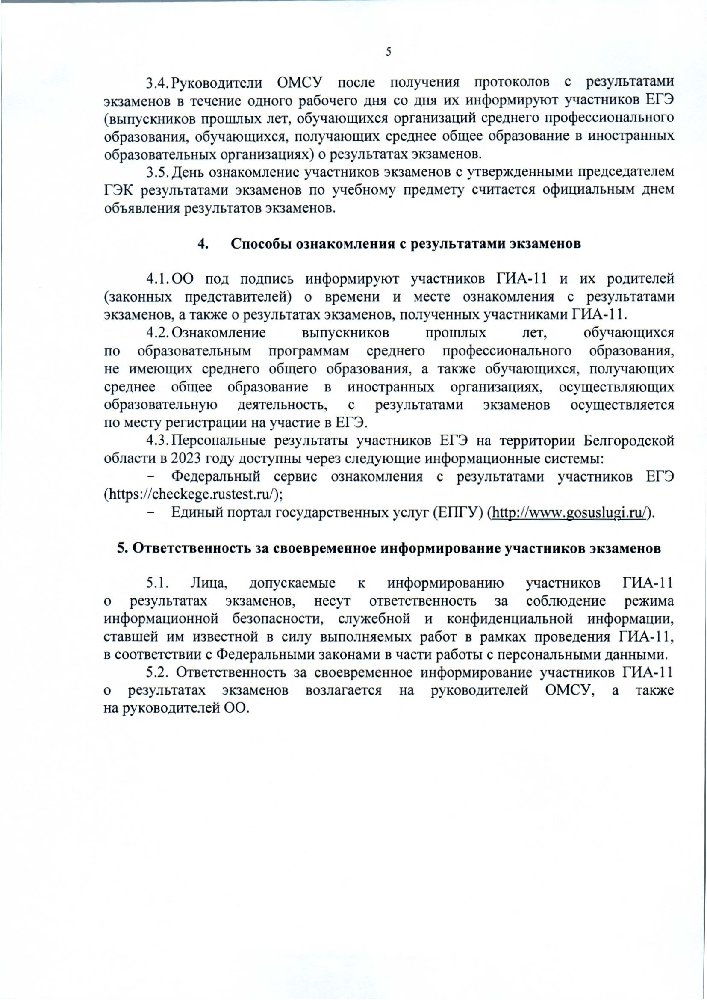 5
3.4. Руководители ОМСУ после получения протоколов с результатами
экзаменов в течение одного рабочего дня со дня их информируют участников ЕГЭ
(выпускников прошлых лет, обучающихся организаций среднего профессионального
образования, обучающихся, получающих среднее общее образование в иностранных
образовательных организациях) о результатах экзаменов.
3.5. День ознакомление участников экзаменов с утвержденными председателем
ГЭК результатами экзаменов по учебному предмету считается официальным днем
объявления результатов экзаменов.
4. Способы ознакомления с результатами экзаменов
4.1. ОО под подпись информируют участников ГИА-11 и их родителей
(законных представителей) о времени и месте ознакомления с результатами
экзаменов, а также о результатах экзаменов, полученных участниками ГИА-11.
4.2. Ознакомление выпускников прошлых лет, обучающихся
по образовательным программам среднего профессионального образования,
не имеющих среднего общего образования, а также обучающихся, получающих
среднее общее образование в иностранных организациях, осуществляющих
образовательную деятельность, с результатами экзаменов осуществляется
по месту регистрации на участие в ЕГЭ.
4.3. Персональные результаты участников ЕГЭ на территории Белгородской
области в 2023 году доступны через следующие информационные системы:
− Федеральный сервис ознакомления с результатами участников ЕГЭ
(https://checkege.rustest.ru/);
− Единый портал государственных услуг (ЕПГУ) (http://www.gosuslugi.ru/).
5. Ответственность за своевременное информирование участников экзаменов
5.1. Лица, допускаемые к информированию участников ГИА-11
о результатах экзаменов, несут ответственность за соблюдение режима
информационной безопасности, служебной и конфиденциальной информации,
ставшей им известной в силу выполняемых работ в рамках проведения ГИА-11,
в соответствии с Федеральными законами в части работы с персональными данными.
5.2. Ответственность за своевременное информирование участников ГИА-11
о результатах экзаменов возлагается на руководителей ОМСУ, а также
на руководителей ОО.